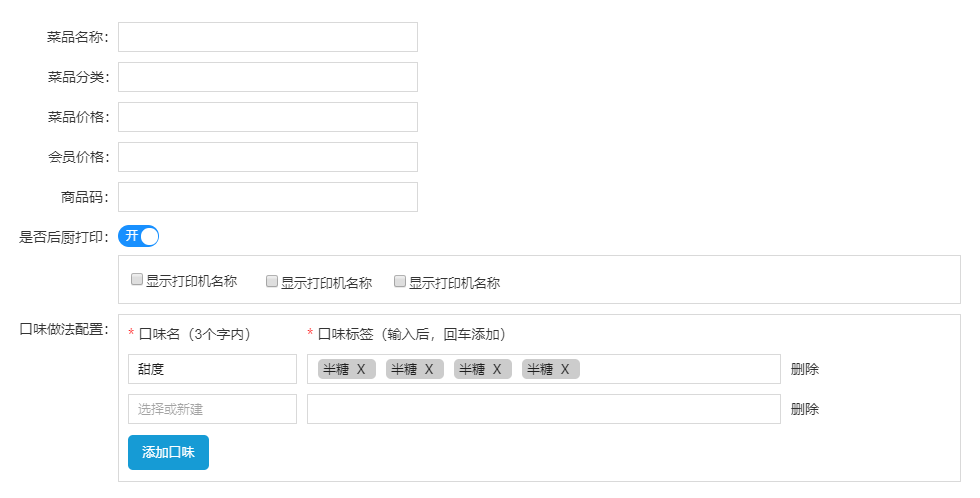 菜品名称:
菜品分类:
菜品价格:
会员价格:
商品码:
是否后厨打印: 开
显示打印机名称 显示打印机名称 显示打印机名称
口味做法配置: * 口味名（3个字内） * 口味标签（输入后，回车添加）
甜度 半糖 X 半糖 X 半糖 X 半糖 X 删除
选择或新建 删除
添加口味